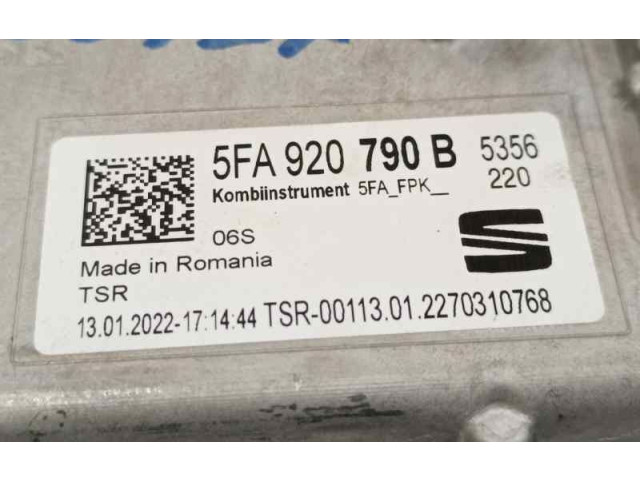 5FA 920 790 B 5356
Kombiinstrument 5FA_FPK__ 220
06S
Made in Romania
TSR
13.01.2022-17:14:44 TSR-00113.01.2270310768